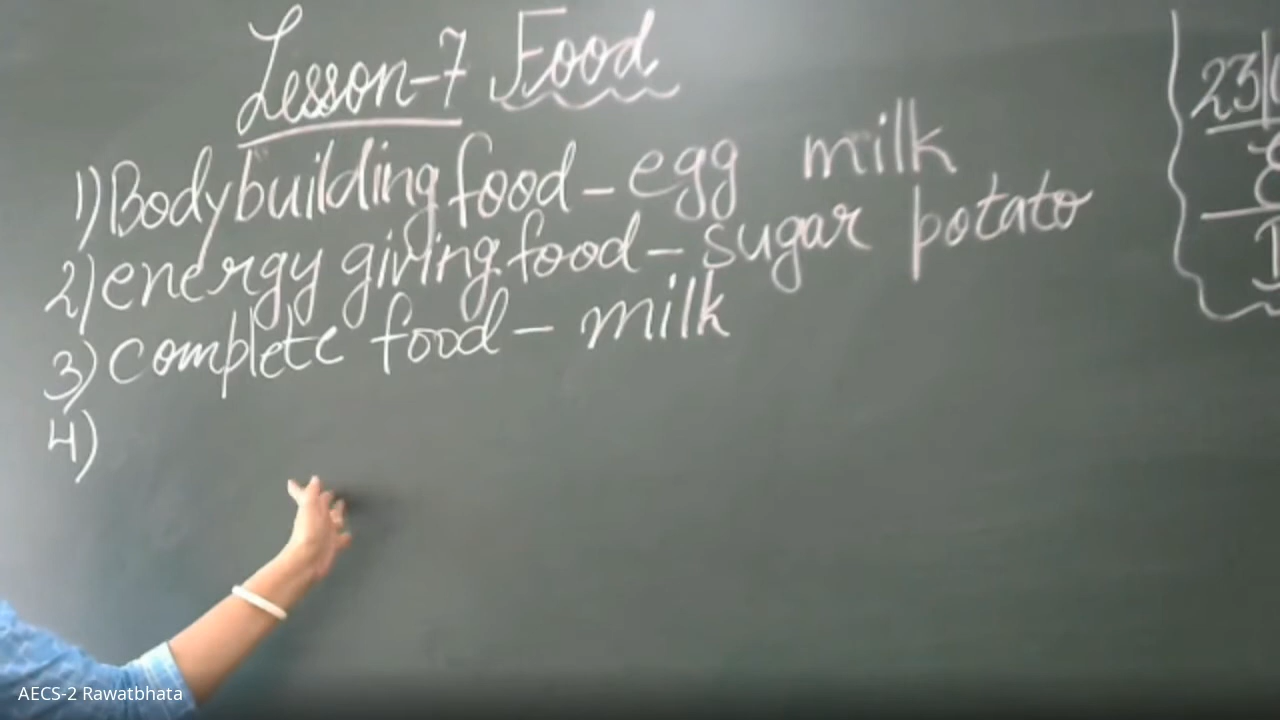 Lesson-7 Food
1) Bodybuilding food - egg milk
2) energy giving food - sugar potato
3) complete food - milk
4)
23/
AECS-2 Rawatbhata